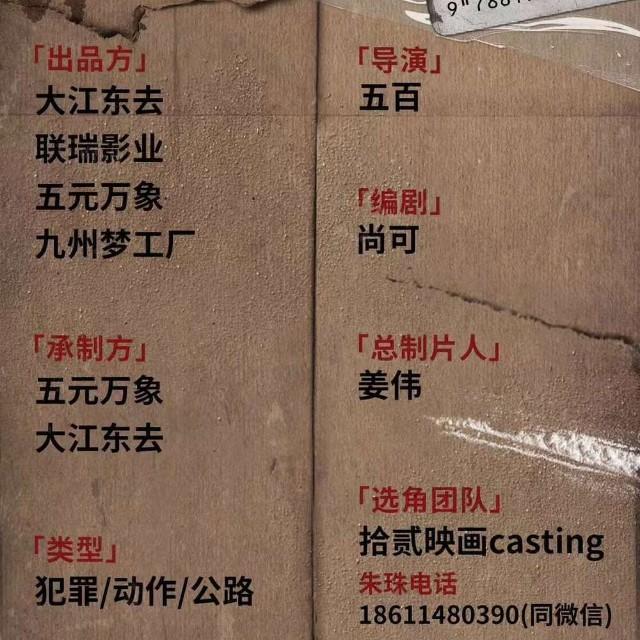 「出品方」
大江东去
联瑞影业
五元万象
九州梦工厂
「承制方」
五元万象
大江东去
「类型」
犯罪/动作/公路
「导演」
五百
「编剧」
尚可
「总制片人」
姜伟
「选角团队」
拾贰映画casting
朱珠电话
18611480390(同微信)